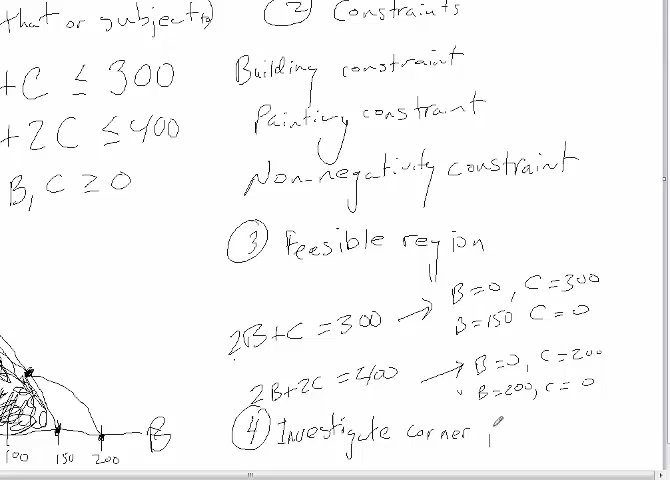 that or subject to
② Constraints
+C ≤ 300
Building constraint
+2C ≤ 400
Painting constraint
B, C ≥ 0
Non-negativity constraint
③ Feasible region
2B+C = 300 → B=0, C=300
B=150 C=0
2B+2C = 400 → B=0, C=200
B=200, C=0
④ Investigate corner
B
100 150 200